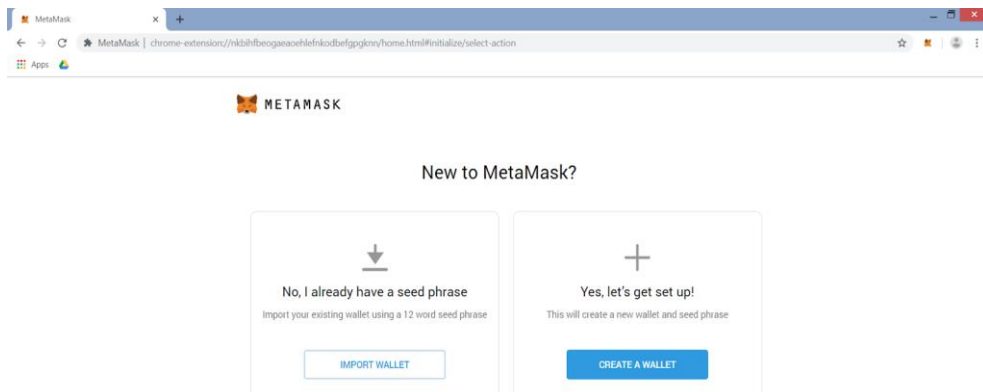 MetaMask
MetaMask | chrome-extension://nkbihfbeogaeaoehlefnkodbefgpgknn/home.html#initialize/select-action
Apps
METAMASK
New to MetaMask?
No, I already have a seed phrase
Import your existing wallet using a 12 word seed phrase
IMPORT WALLET
Yes, let's get set up!
This will create a new wallet and seed phrase
CREATE A WALLET